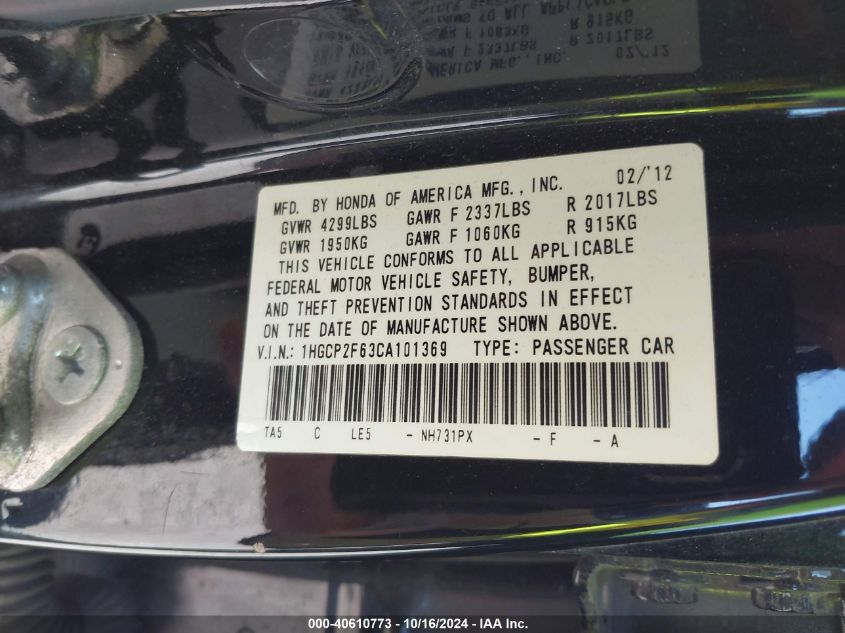 MFD. BY HONDA OF AMERICA MFG., INC. 02/'12
GVWR 4299LBS GAWR F 2337LBS R 2017LBS
GVWR 1950KG GAWR F 1060KG R 915KG
THIS VEHICLE CONFORMS TO ALL APPLICABLE
FEDERAL MOTOR VEHICLE SAFETY, BUMPER,
AND THEFT PREVENTION STANDARDS IN EFFECT
ON THE DATE OF MANUFACTURE SHOWN ABOVE.
V.I.N.: 1HGCP2F63CA101369 TYPE: PASSENGER CAR
TA5 C LE5 - NH731PX - F - A
000-40610773 - 10/16/2024 - IAA Inc.